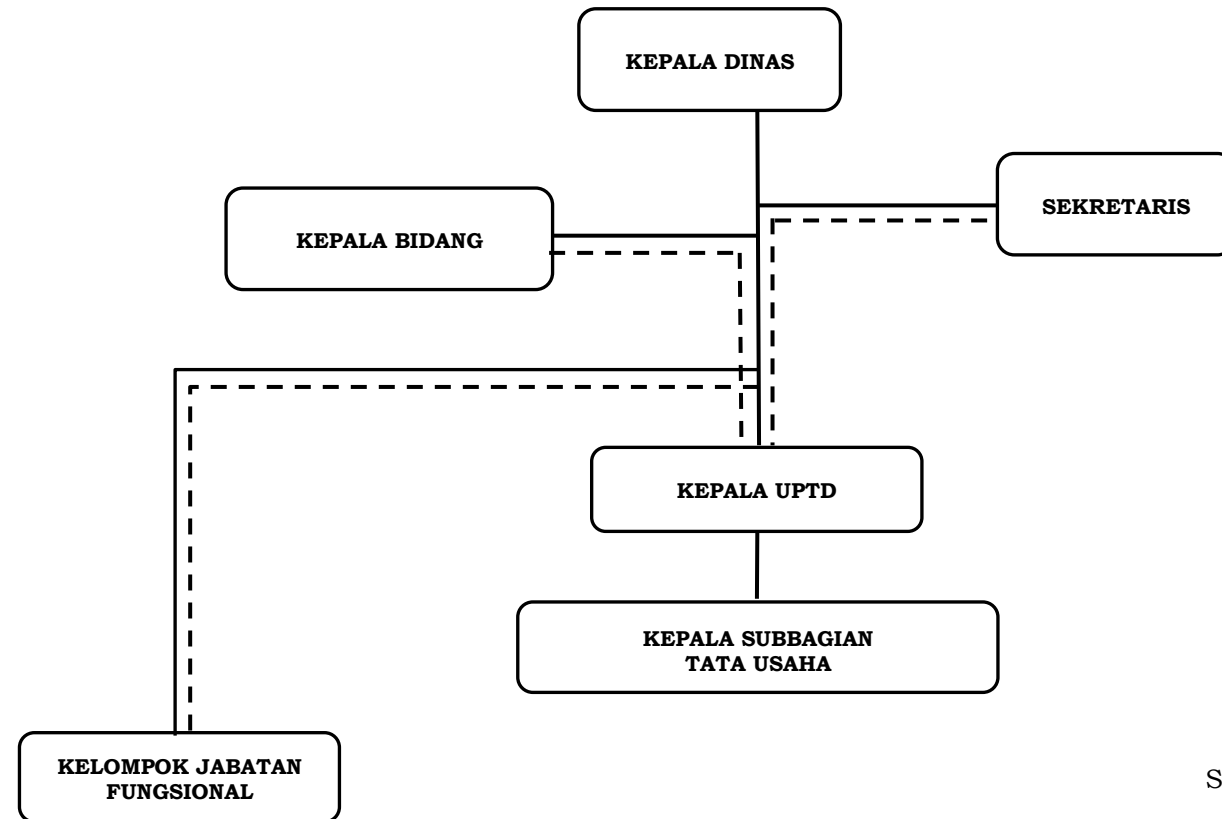 KEPALA DINAS
SEKRETARIS
KEPALA BIDANG
KEPALA UPTD
KEPALA SUBBAGIAN
TATA USAHA
KELOMPOK JABATAN
FUNGSIONAL
S